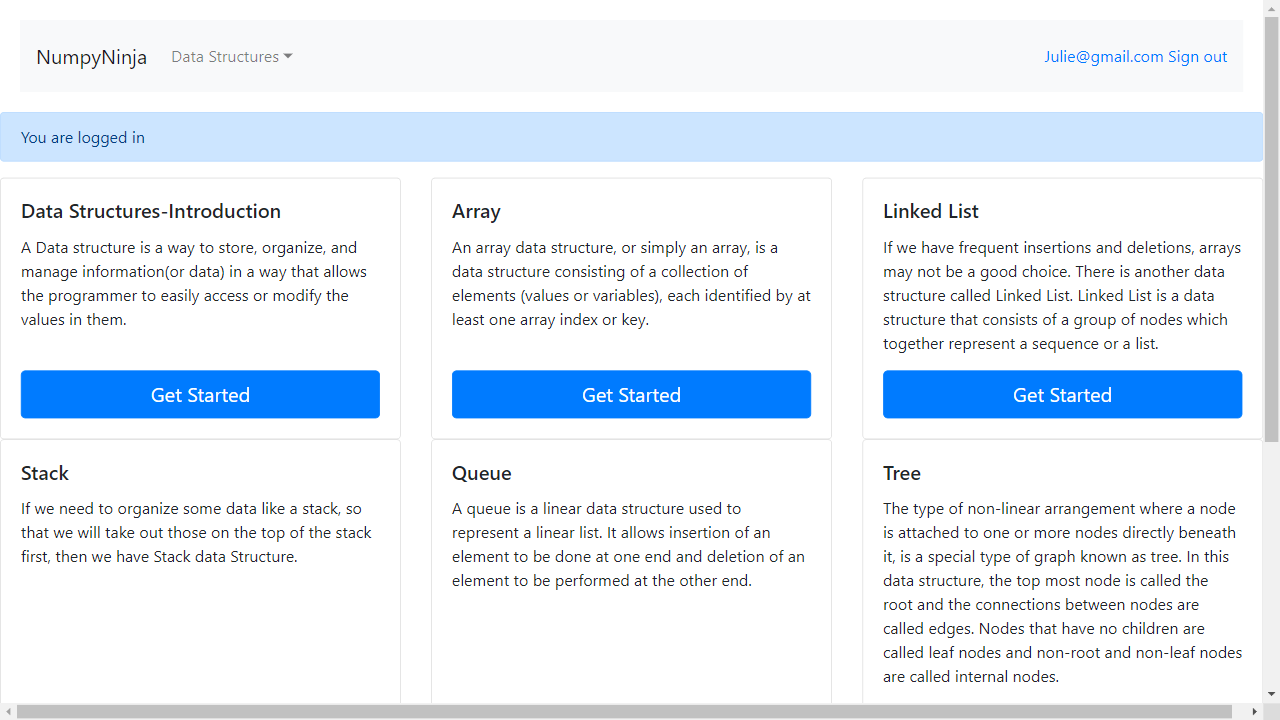 NumpyNinja
Data Structures
Julie@gmail.com Sign out
You are logged in
Data Structures-Introduction
A Data structure is a way to store, organize, and
manage information(or data) in a way that allows
the programmer to easily access or modify the
values in them.
Get Started
Array
An array data structure, or simply an array, is a
data structure consisting of a collection of
elements (values or variables), each identified by at
least one array index or key.
Get Started
Linked List
If we have frequent insertions and deletions, arrays
may not be a good choice. There is another data
structure called Linked List. Linked List is a data
structure that consists of a group of nodes which
together represent a sequence or a list.
Get Started
Stack
If we need to organize some data like a stack, so
that we will take out those on the top of the stack
first, then we have Stack data Structure.
Queue
A queue is a linear data structure used to
represent a linear list. It allows insertion of an
element to be done at one end and deletion of an
element to be performed at the other end.
Tree
The type of non-linear arrangement where a node
is attached to one or more nodes directly beneath
it, is a special type of graph known as tree. In this
data structure, the top most node is called the
root and the connections between nodes are
called edges. Nodes that have no children are
called leaf nodes and non-root and non-leaf nodes
are called internal nodes.